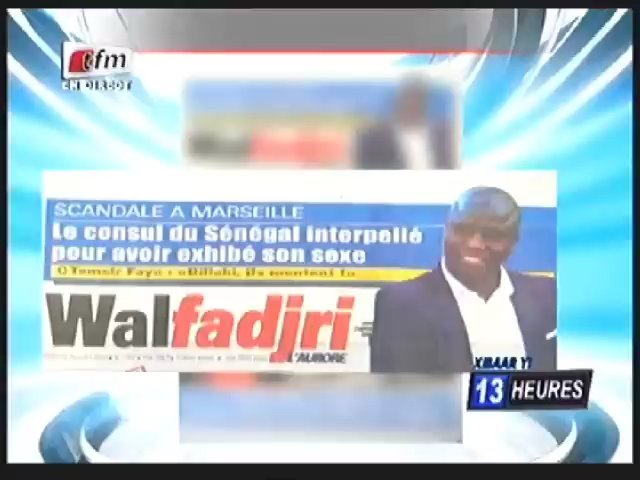 tfm
EN DIRECT
SCANDALE A MARSEILLE
Le consul du Sénégal interpellé
pour avoir exhibé son sexe
Walfadjri
L'AURORE
XIBAAR YI
13 HEURES